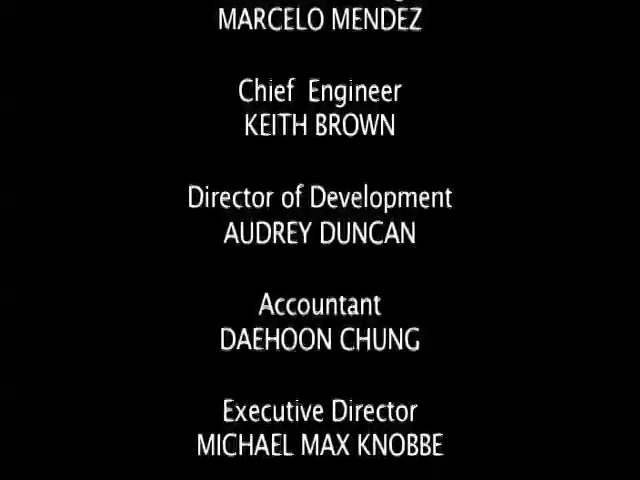 MARCELO MENDEZ
Chief Engineer
KEITH BROWN
Director of Development
AUDREY DUNCAN
Accountant
DAEHOON CHUNG
Executive Director
MICHAEL MAX KNOBBE